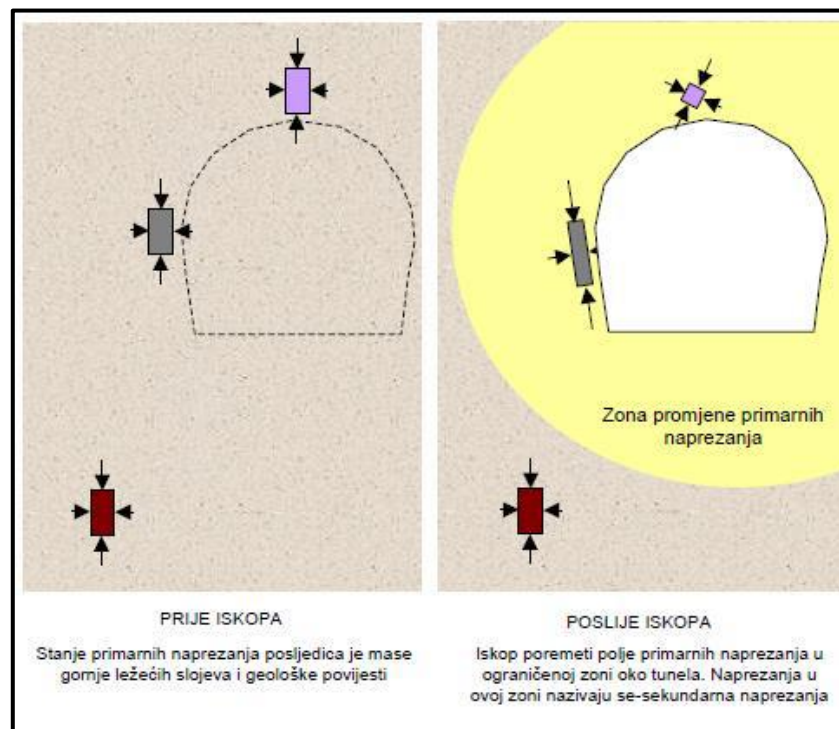 Zona promjene primarnih
naprezanja
PRIJE ISKOPA
Stanje primarnih naprezanja posljedica je mase
gornje ležećih slojeva i geološke povijesti
POSLIJE ISKOPA
Iskop poremeti polje primarnih naprezanja u
ograničenoj zoni oko tunela. Naprezanja u
ovoj zoni nazivaju se-sekundarna naprezanja